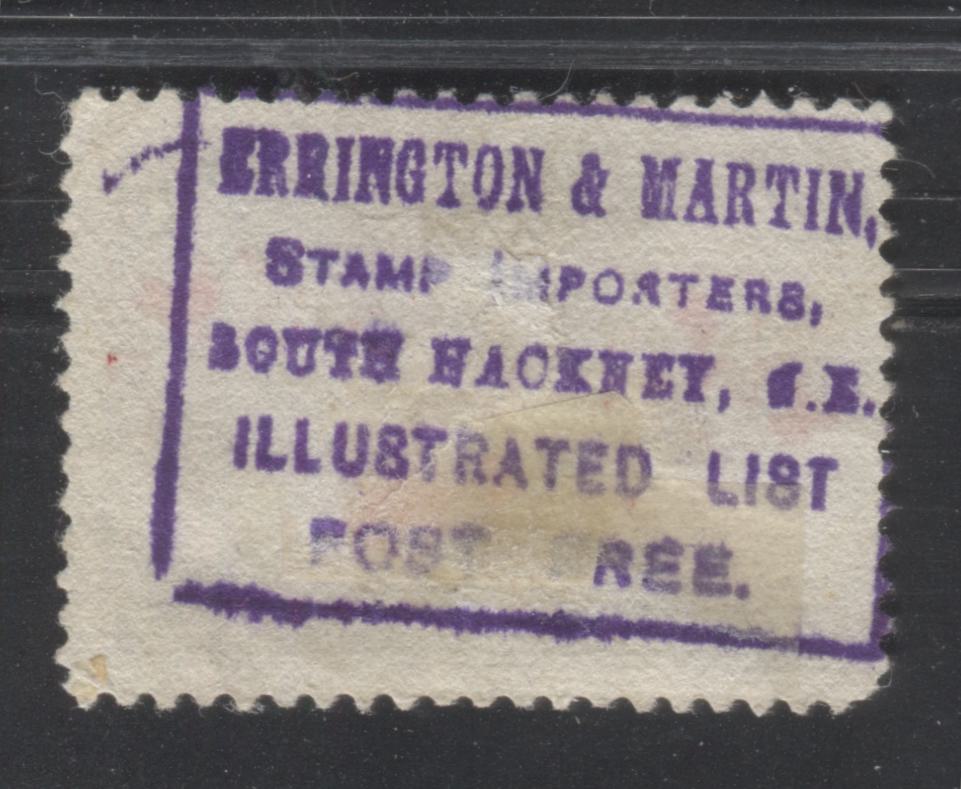 ERRINGTON & MARTIN,
STAMP IMPORTERS,
SOUTH HACKNEY, N.E.
ILLUSTRATED LIST
POST FREE.